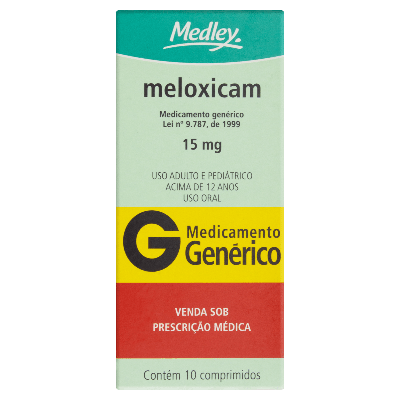 Medley.
meloxicam
Medicamento genérico
Lei nº 9.787, de 1999
15 mg
USO ADULTO E PEDIÁTRICO
ACIMA DE 12 ANOS
USO ORAL
G Medicamento
Genérico
VENDA SOB
PRESCRIÇÃO MÉDICA
Contém 10 comprimidos